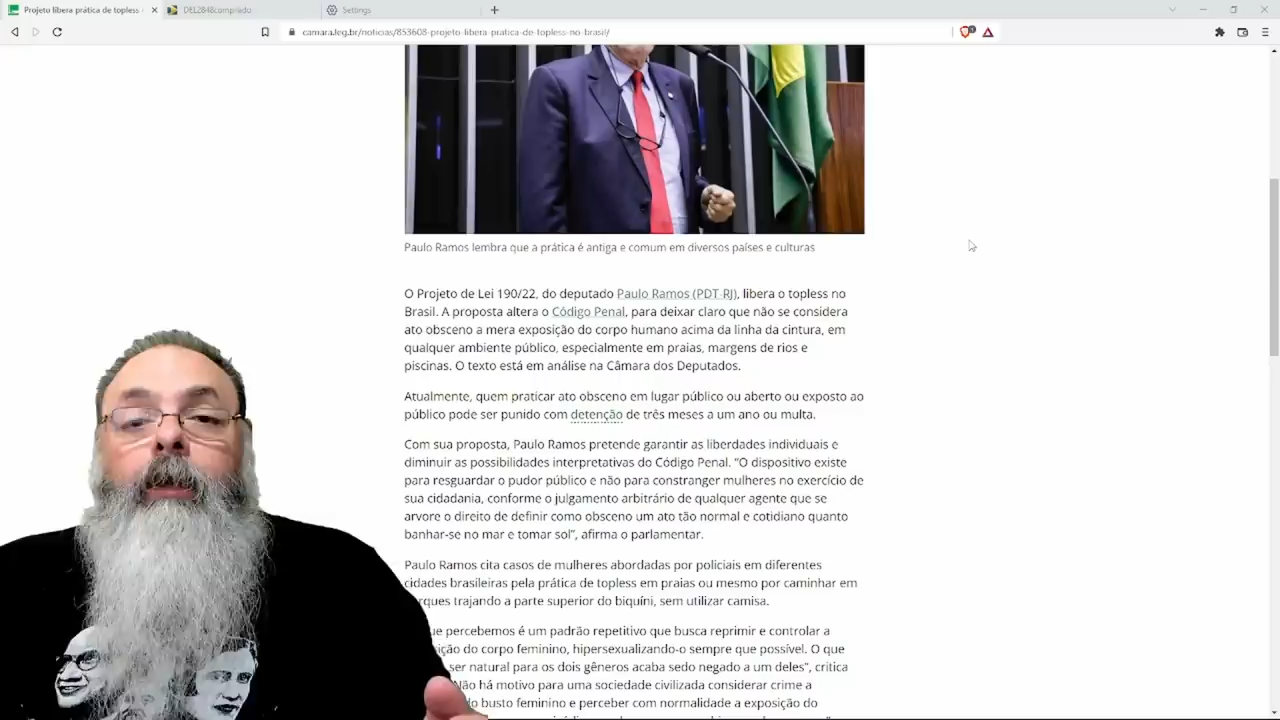 Projeto libera prática de topless
DEL2848compilado
Settings
camara.leg.br/noticias/853608-projeto-libera-pratica-de-topless-no-brasil/
Paulo Ramos lembra que a prática é antiga e comum em diversos países e culturas
O Projeto de Lei 190/22, do deputado Paulo Ramos (PDT-RJ), libera o topless no
Brasil. A proposta altera o Código Penal, para deixar claro que não se considera
ato obsceno a mera exposição do corpo humano acima da linha da cintura, em
qualquer ambiente público, especialmente em praias, margens de rios e
piscinas. O texto está em análise na Câmara dos Deputados.
Atualmente, quem praticar ato obsceno em lugar público ou aberto ou exposto ao
público pode ser punido com detenção de três meses a um ano ou multa.
Com sua proposta, Paulo Ramos pretende garantir as liberdades individuais e
diminuir as possibilidades interpretativas do Código Penal. “O dispositivo existe
para resguardar o pudor público e não para constranger mulheres no exercício de
sua cidadania, conforme o julgamento arbitrário de qualquer agente que se
arvore o direito de definir como obsceno um ato tão normal e cotidiano quanto
banhar-se no mar e tomar sol”, afirma o parlamentar.
Paulo Ramos cita casos de mulheres abordadas por policiais em diferentes
cidades brasileiras pela prática de topless em praias ou mesmo por caminhar em
trajando a parte superior do biquíni, sem utilizar camisa.
percebemos é um padrão repetitivo que busca reprimir e controlar a
do corpo feminino, hipersexualizando-o sempre que possível. O que
ser natural para os dois gêneros acaba sedo negado a um deles”, critica
Não há motivo para uma sociedade civilizada considerar crime a
do busto feminino e perceber com normalidade a exposição do